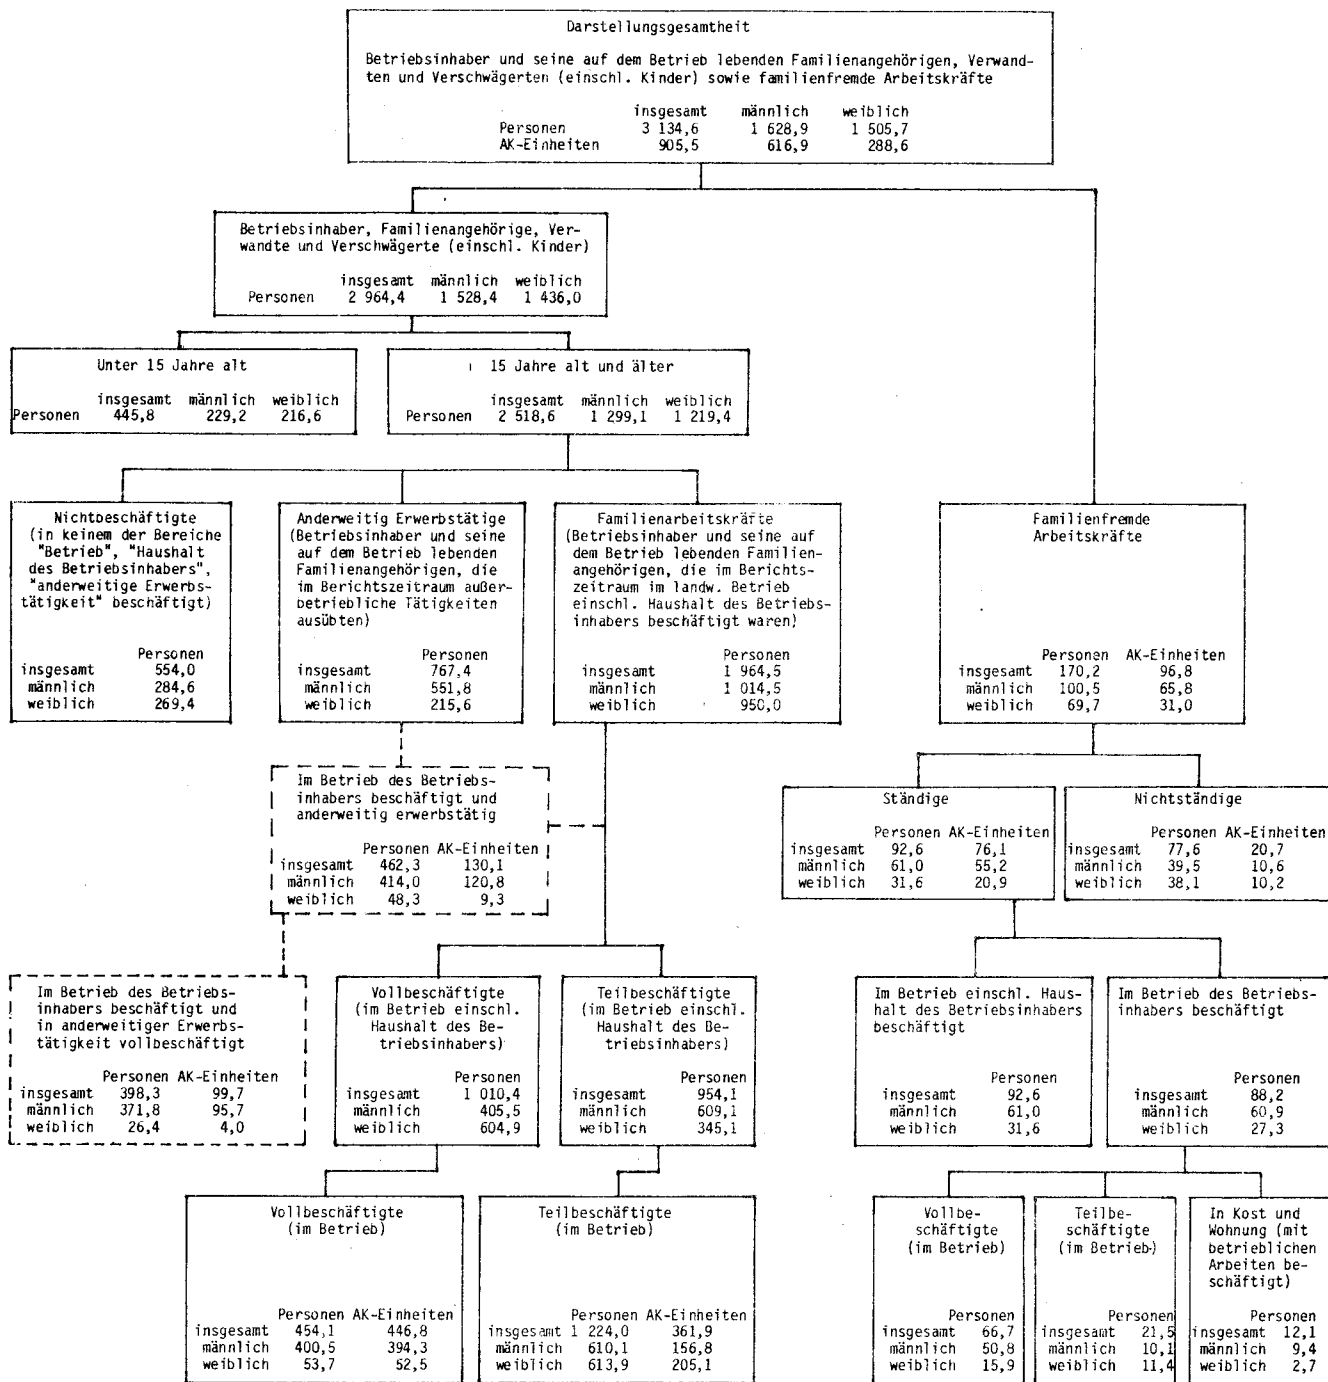 Darstellungsgesamtheit
Betriebsinhaber und seine auf dem Betrieb lebenden Familienangehörigen, Verwand-
ten und Verschwägerten (einschl. Kinder) sowie familienfremde Arbeitskräfte
insgesamt männlich weiblich
Personen 3 134,6 1 628,9 1 505,7
AK-Einheiten 905,5 616,9 288,6
Betriebsinhaber, Familienangehörige, Ver-
wandte und Verschwägerte (einschl. Kinder)
insgesamt männlich weiblich
Personen 2 964,4 1 528,4 1 436,0
Unter 15 Jahre alt
insgesamt männlich weiblich
Personen 445,8 229,2 216,6
15 Jahre alt und älter
insgesamt männlich weiblich
Personen 2 518,6 1 299,1 1 219,4
Nichtbeschäftigte
(in keinem der Bereiche
"Betrieb", "Haushalt
des Betriebsinhabers",
"anderweitige Erwerbs-
tätigkeit" beschäftigt)
Personen
insgesamt 554,0
männlich 284,6
weiblich 269,4
Anderweitig Erwerbstätige
(Betriebsinhaber und seine
auf dem Betrieb lebenden
Familienangehörigen, die
im Berichtszeitraum außer-
betriebliche Tätigkeiten
ausübten)
Personen
insgesamt 767,4
männlich 551,8
weiblich 215,6
Familienarbeitskräfte
(Betriebsinhaber und seine auf
dem Betrieb lebenden Familien-
angehörigen, die im Berichts-
zeitraum im landw. Betrieb
einschl. Haushalt des Betriebs-
inhabers beschäftigt waren)
Personen
insgesamt 1 964,5
männlich 1 014,5
weiblich 950,0
Familienfremde
Arbeitskräfte
Personen AK-Einheiten
insgesamt 170,2 96,8
männlich 100,5 65,8
weiblich 69,7 31,0
Im Betrieb des Betriebs-
inhabers beschäftigt und
anderweitig erwerbstätig
Personen AK-Einheiten
insgesamt 462,3 130,1
männlich 414,0 120,8
weiblich 48,3 9,3
Ständige
Personen AK-Einheiten
insgesamt 92,6 76,1
männlich 61,0 55,2
weiblich 31,6 20,9
Nichtständige
Personen AK-Einheiten
insgesamt 77,6 20,7
männlich 39,5 10,6
weiblich 38,1 10,2
Im Betrieb des Betriebs-
inhabers beschäftigt und
in anderweitiger Erwerbs-
tätigkeit vollbeschäftigt
Personen AK-Einheiten
insgesamt 398,3 99,7
männlich 371,8 95,7
weiblich 26,4 4,0
Vollbeschäftigte
(im Betrieb einschl.
Haushalt des Be-
triebsinhabers)
Personen
insgesamt 1 010,4
männlich 405,5
weiblich 604,9
Teilbeschäftigte
(im Betrieb einschl.
Haushalt des Be-
triebsinhabers)
Personen
insgesamt 954,1
männlich 609,1
weiblich 345,1
Im Betrieb einschl. Haus-
halt des Betriebsinhabers
beschäftigt
Personen
insgesamt 92,6
männlich 61,0
weiblich 31,6
Im Betrieb des Betriebs-
inhabers beschäftigt
Personen
insgesamt 88,2
männlich 60,9
weiblich 27,3
Vollbeschäftigte
(im Betrieb)
Personen AK-Einheiten
insgesamt 454,1 446,8
männlich 400,5 394,3
weiblich 53,7 52,5
Teilbeschäftigte
(im Betrieb)
Personen AK-Einheiten
insgesamt 1 224,0 361,9
männlich 610,1 156,8
weiblich 613,9 205,1
Vollbe-
schäftigte
(im Betrieb)
Personen
insgesamt 66,7
männlich 50,8
weiblich 15,9
Teilbe-
schäftigte
(im Betrieb)
Personen
insgesamt 21,5
männlich 10,1
weiblich 11,4
In Kost und
Wohnung (mit
betrieblichen
Arbeiten be-
schäftigt)
Personen
insgesamt 12,1
männlich 9,4
weiblich 2,7